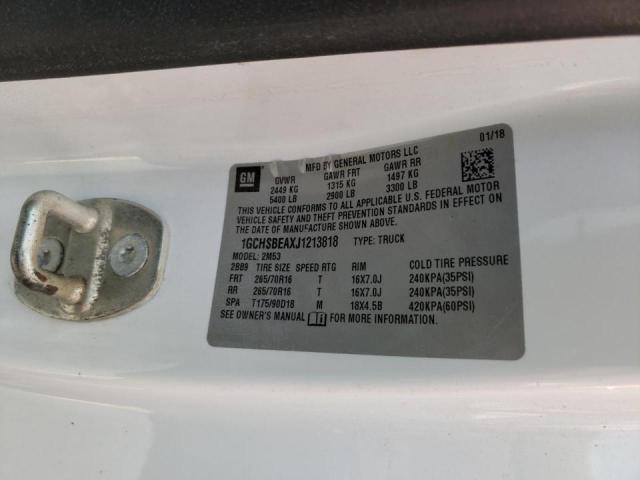 01/18
GM
MFD BY GENERAL MOTORS LLC
GVWR GAWR FRT GAWR RR
2449 KG 1315 KG 1497 KG
5400 LB 2900 LB 3300 LB
THIS VEHICLE CONFORMS TO ALL APPLICABLE U.S. FEDERAL MOTOR
VEHICLE SAFETY AND THEFT PREVENTION STANDARDS IN EFFECT ON
THE DATE OF MANUFACTURE SHOWN ABOVE.
1GCHSBEAXJ1213818 TYPE: TRUCK
MODEL: 2M53
2BB9 TIRE SIZE SPEED RTG RIM COLD TIRE PRESSURE
FRT 265/70R16 T 16X7.0J 240KPA(35PSI)
RR 265/70R16 T 16X7.0J 240KPA(35PSI)
SPA T175/90D18 M 18X4.5B 420KPA(60PSI)
SEE OWNER'S MANUAL FOR MORE INFORMATION.